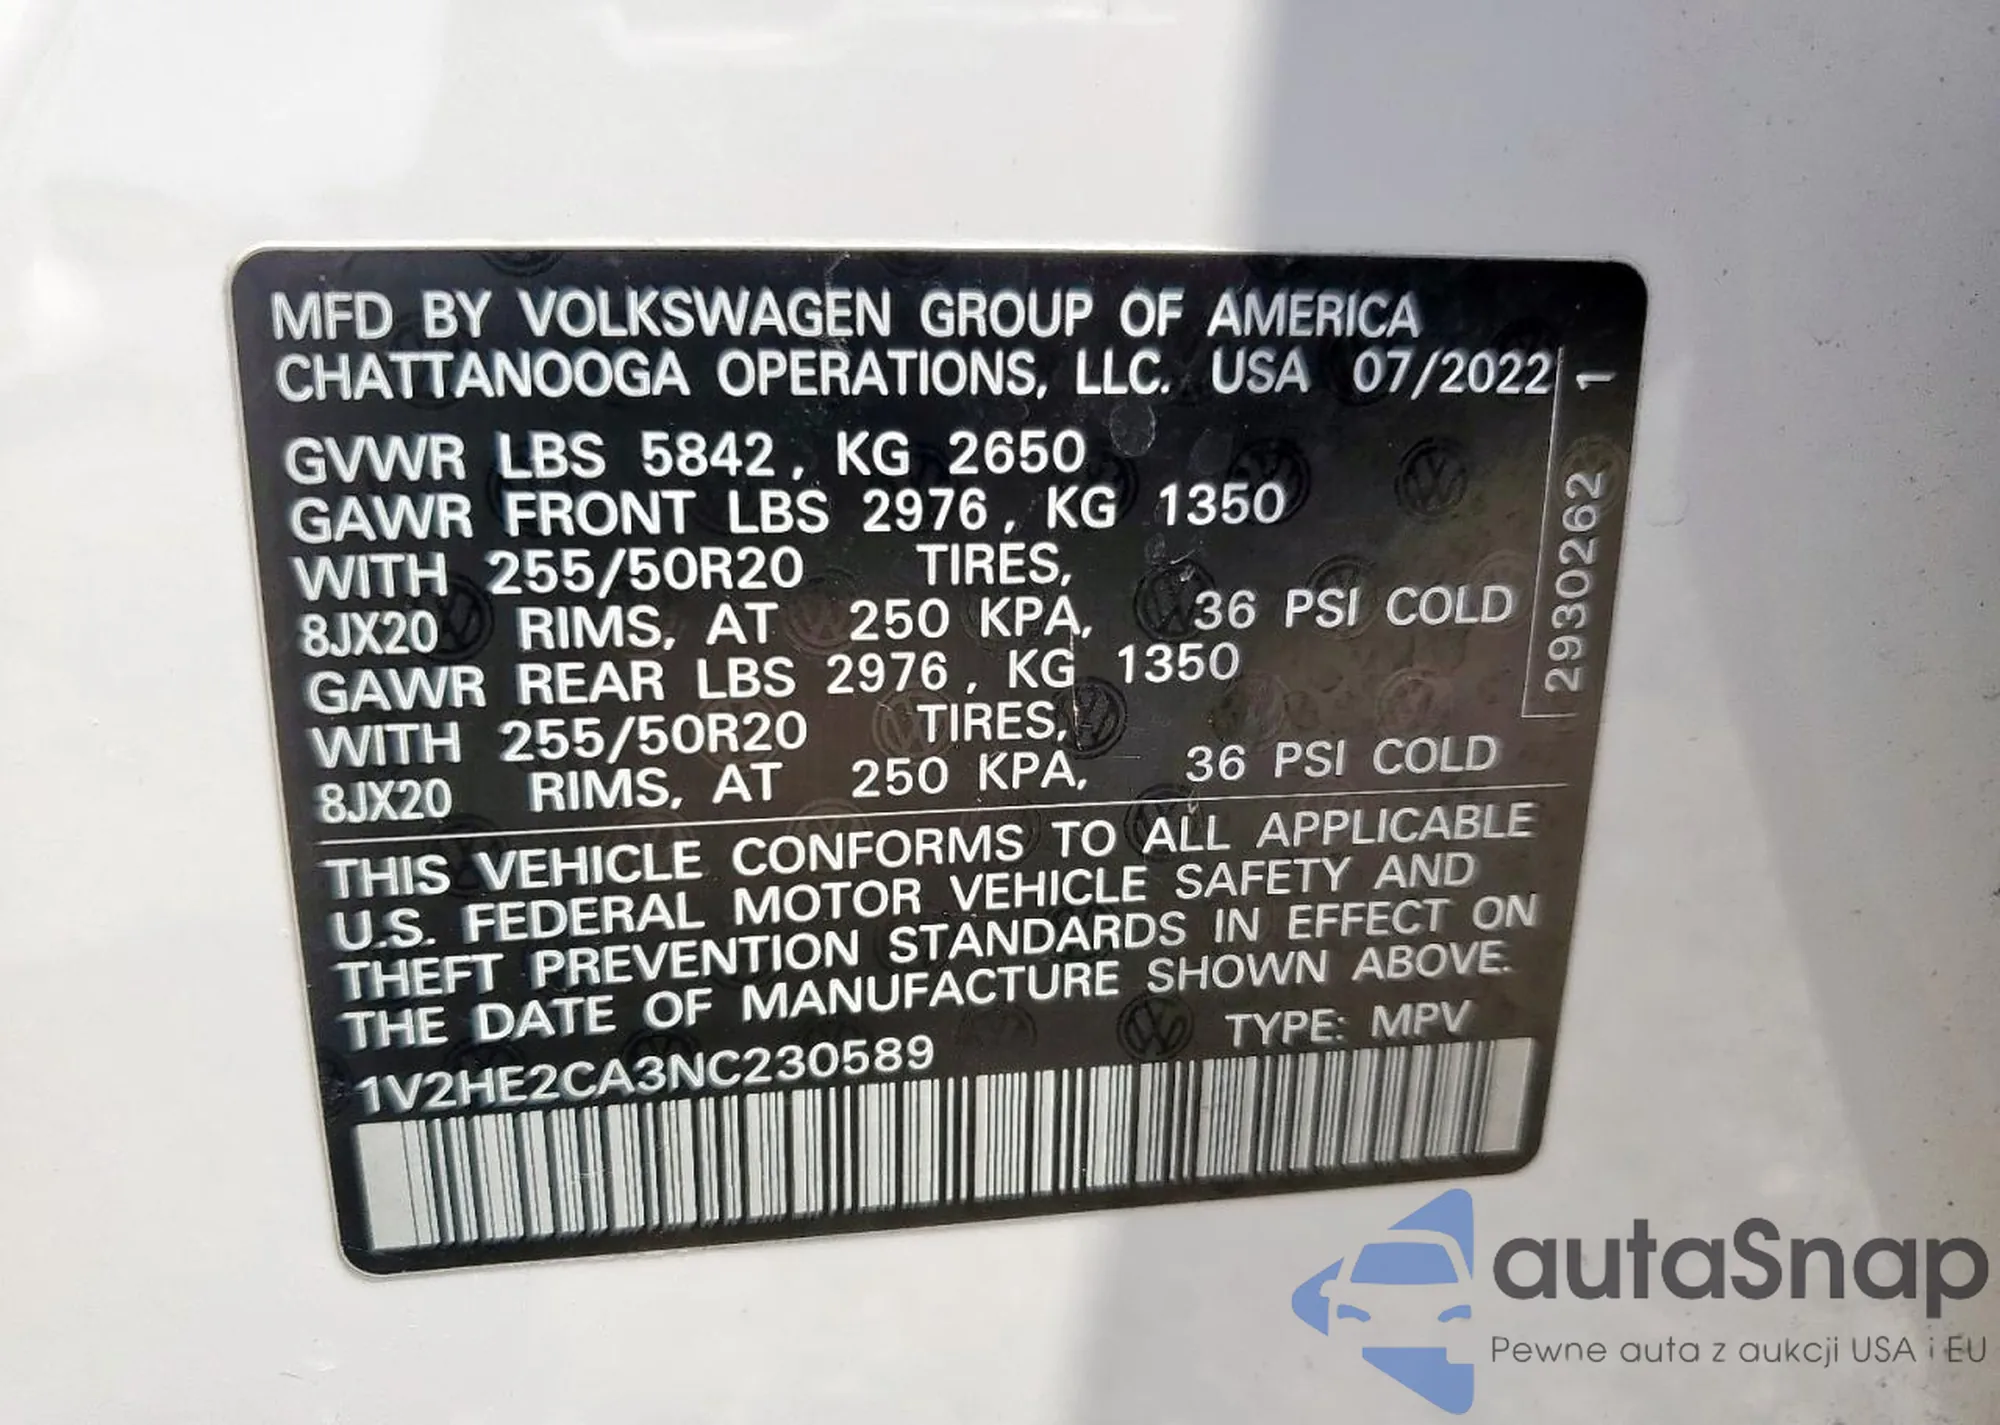 MFD BY VOLKSWAGEN GROUP OF AMERICA
CHATTANOOGA OPERATIONS, LLC. USA 07/2022
GVWR LBS 5842, KG 2650
GAWR FRONT LBS 2976, KG 1350
WITH 255/50R20 TIRES,
8JX20 RIMS, AT 250 KPA, 36 PSI COLD
GAWR REAR LBS 2976, KG 1350
WITH 255/50R20 TIRES,
8JX20 RIMS, AT 250 KPA, 36 PSI COLD
THIS VEHICLE CONFORMS TO ALL APPLICABLE
U.S. FEDERAL MOTOR VEHICLE SAFETY AND
THEFT PREVENTION STANDARDS IN EFFECT ON
THE DATE OF MANUFACTURE SHOWN ABOVE.
1V2HE2CA3NC230589 TYPE: MPV
2930262 1
autaSnap
Pewne auta z aukcji USA i EU